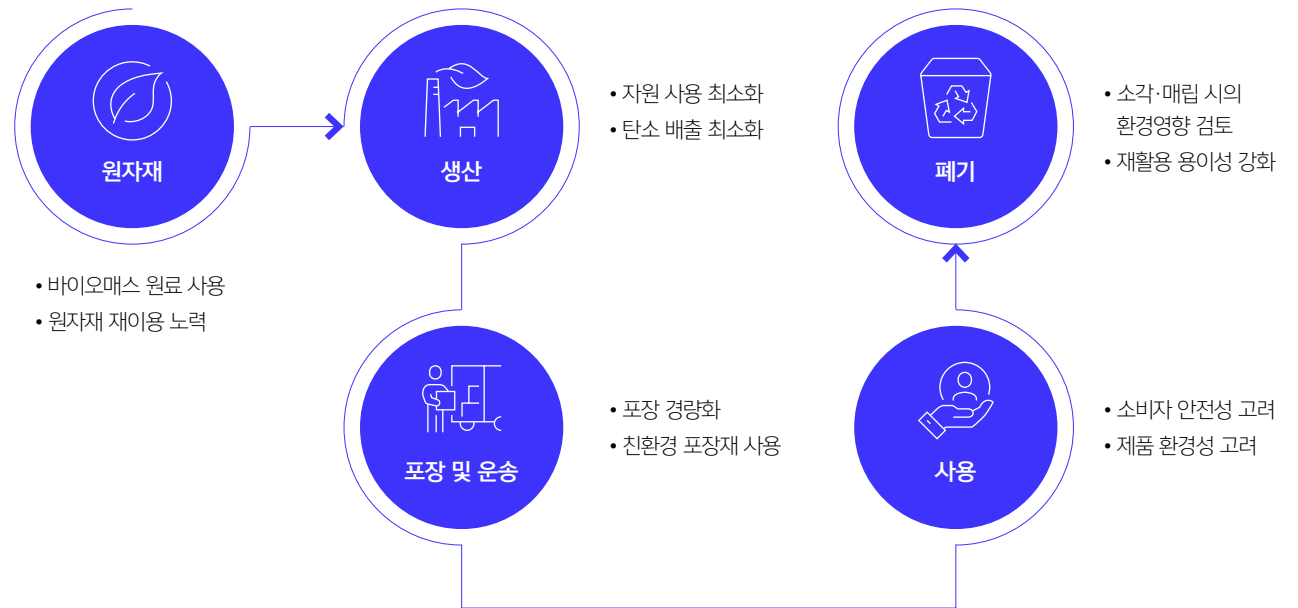 원자재
• 바이오매스 원료 사용
• 원자재 재이용 노력
생산
• 자원 사용 최소화
• 탄소 배출 최소화
포장 및 운송
• 포장 경량화
• 친환경 포장재 사용
사용
• 소비자 안전성 고려
• 제품 환경성 고려
폐기
• 소각·매립 시의
환경영향 검토
• 재활용 용이성 강화